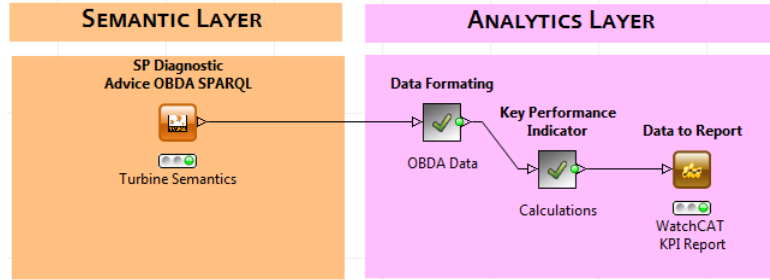 SEMANTIC LAYER
ANALYTICS LAYER
SP Diagnostic
Advice OBDA SPARQL
Turbine Semantics
Data Formating
OBDA Data
Key Performance
Indicator
Calculations
Data to Report
WatchCAT
KPI Report